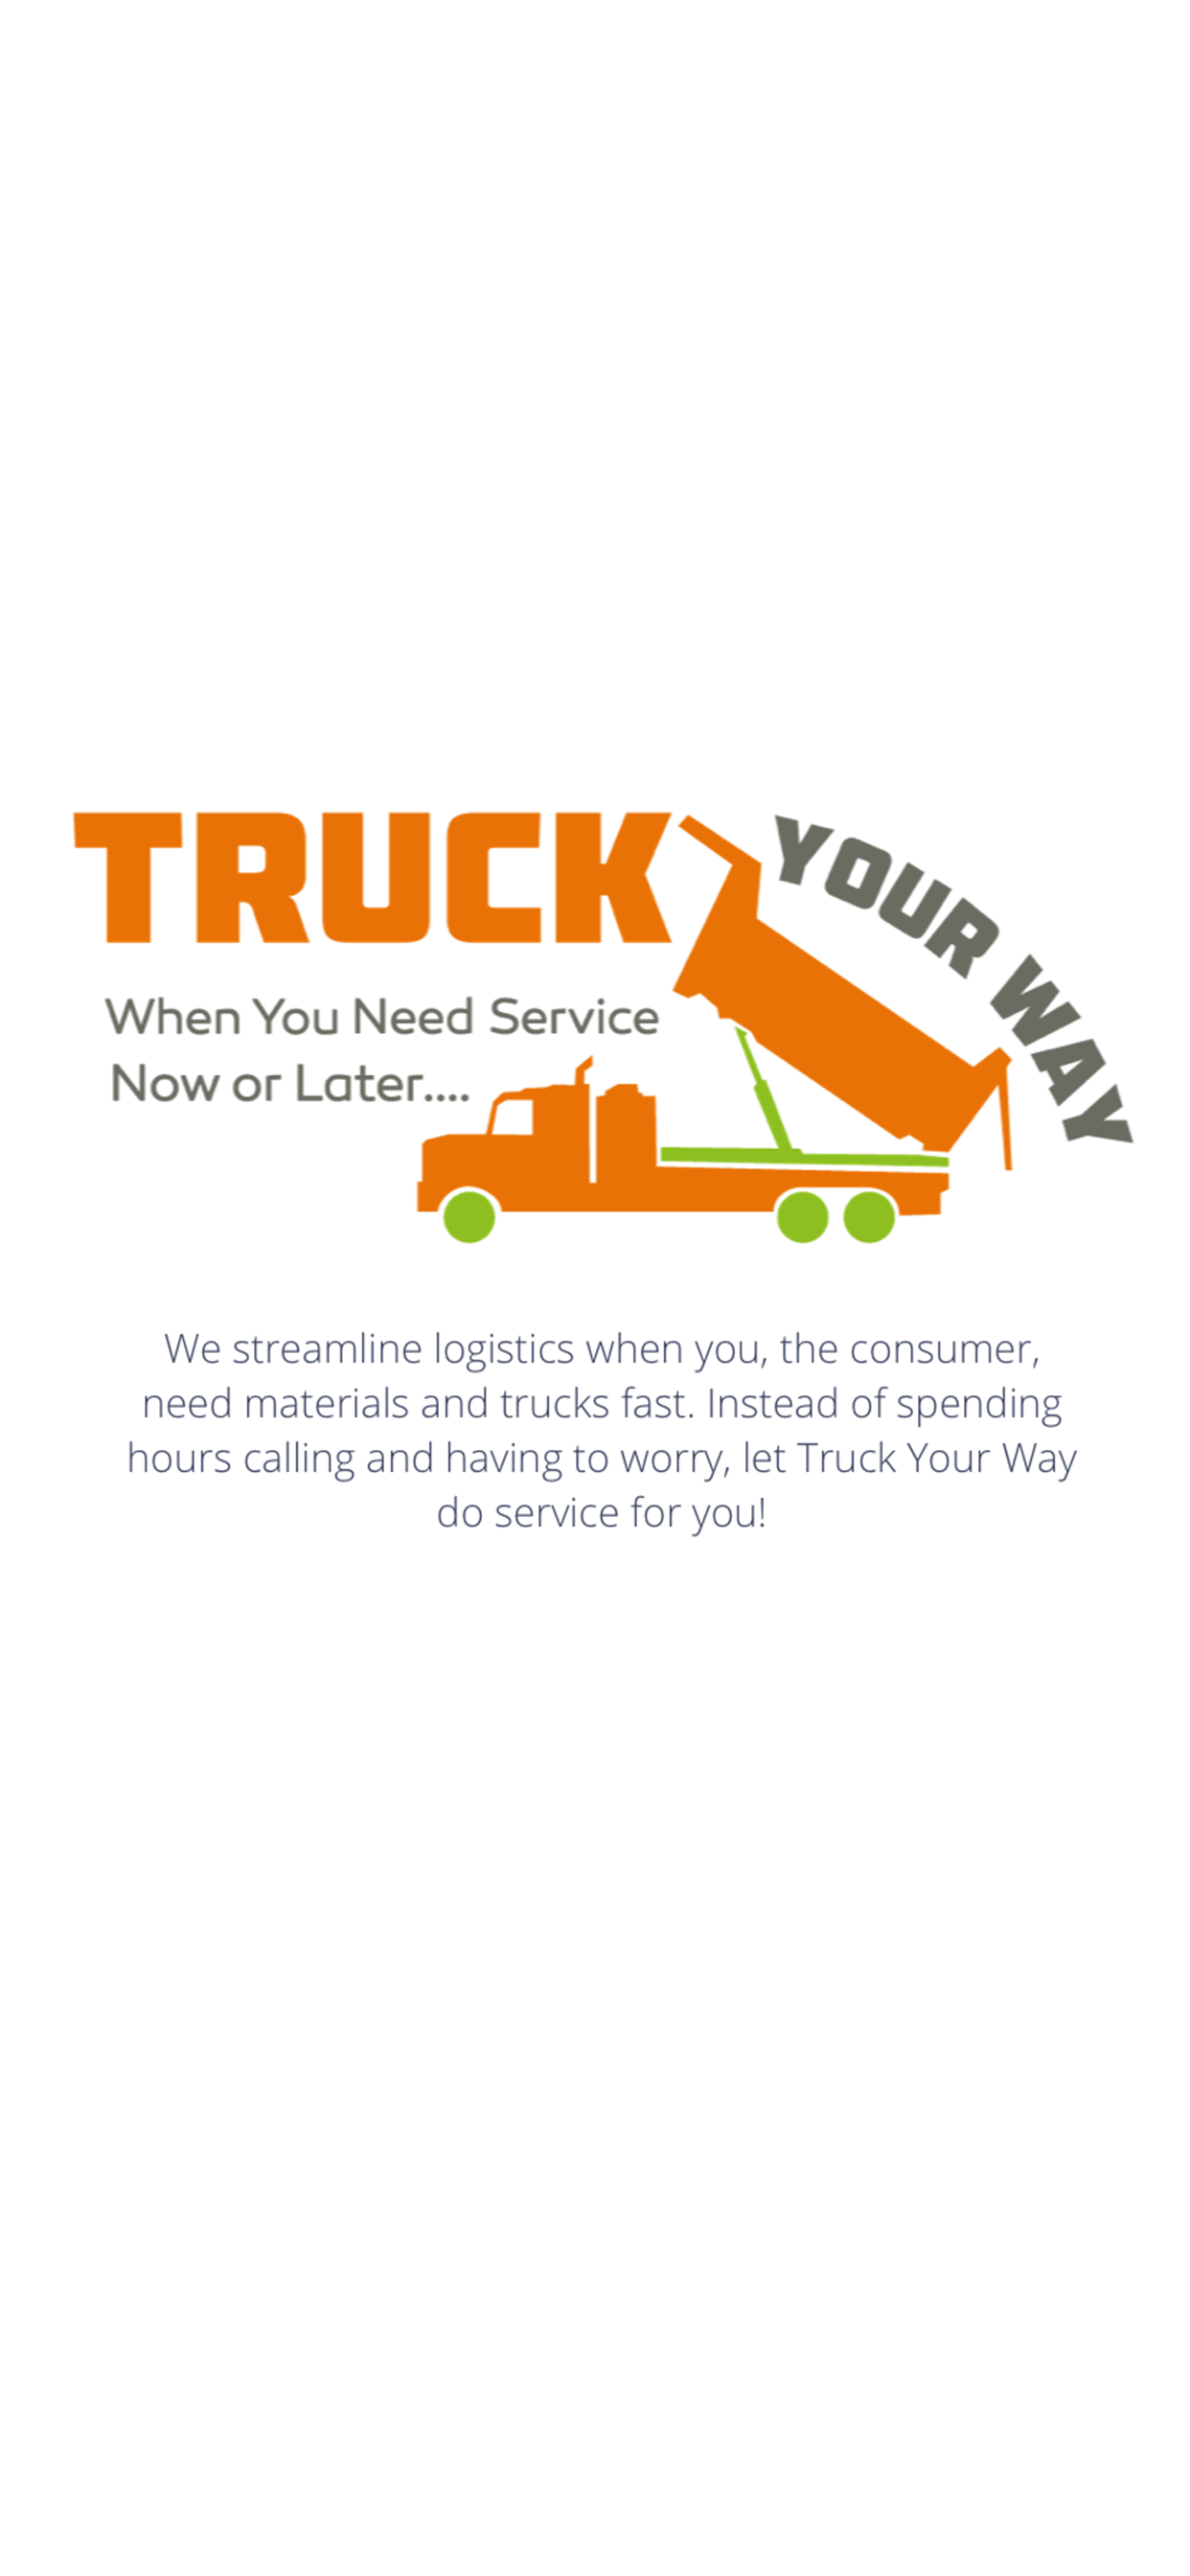 TRUCK YOUR WAY
When You Need Service
Now or Later....
We streamline logistics when you, the consumer,
need materials and trucks fast. Instead of spending
hours calling and having to worry, let Truck Your Way
do service for you!